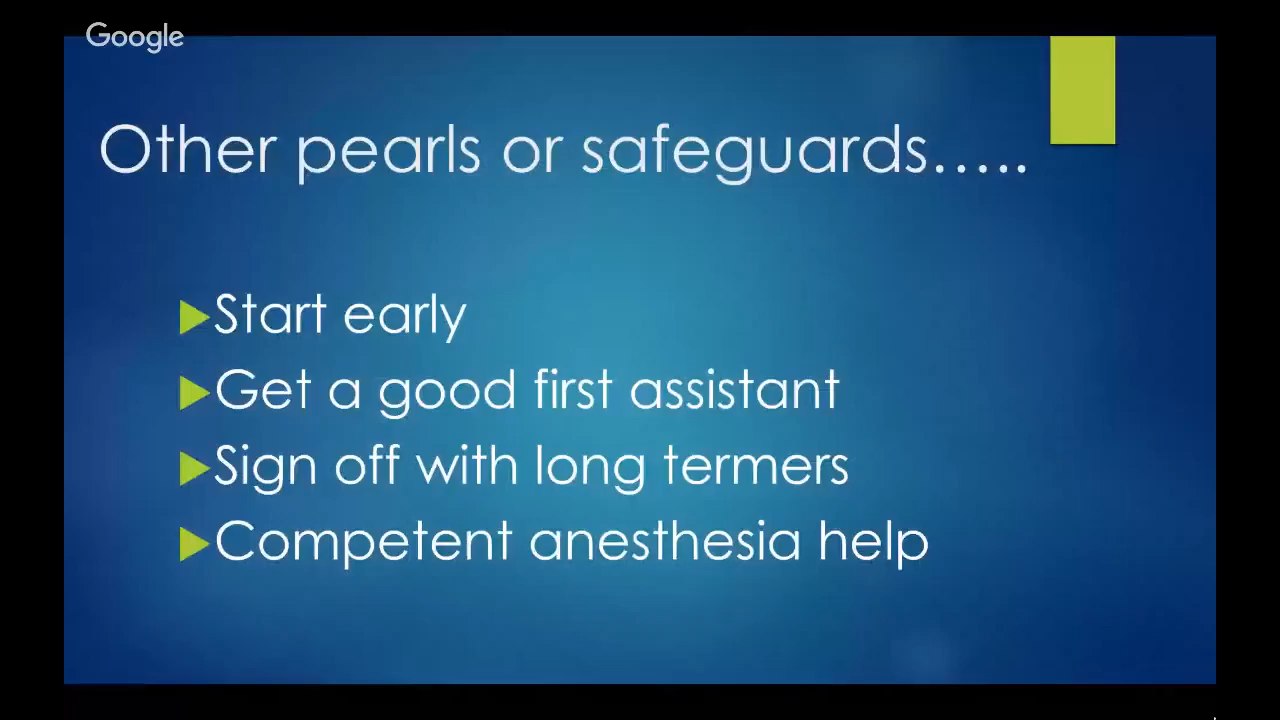 Google
Other pearls or safeguards.....
Start early
Get a good first assistant
Sign off with long termers
Competent anesthesia help